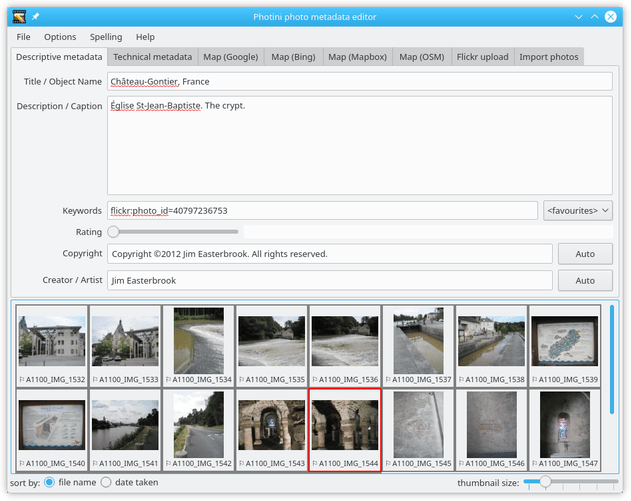 Photini photo metadata editor
File Options Spelling Help
Descriptive metadata Technical metadata Map (Google) Map (Bing) Map (Mapbox) Map (OSM) Flickr upload Import photos
Title / Object Name Château-Gontier, France
Description / Caption Église St-Jean-Baptiste. The crypt.
Keywords flickr:photo_id=40797236753 <favourites>
Rating
Copyright Copyright ©2012 Jim Easterbrook. All rights reserved. Auto
Creator / Artist Jim Easterbrook Auto
A1100_IMG_1532 A1100_IMG_1533 A1100_IMG_1534 A1100_IMG_1535 A1100_IMG_1536 A1100_IMG_1537 A1100_IMG_1538 A1100_IMG_1539
A1100_IMG_1540 A1100_IMG_1541 A1100_IMG_1542 A1100_IMG_1543 A1100_IMG_1544 A1100_IMG_1545 A1100_IMG_1546 A1100_IMG_1547
sort by: file name date taken thumbnail size: